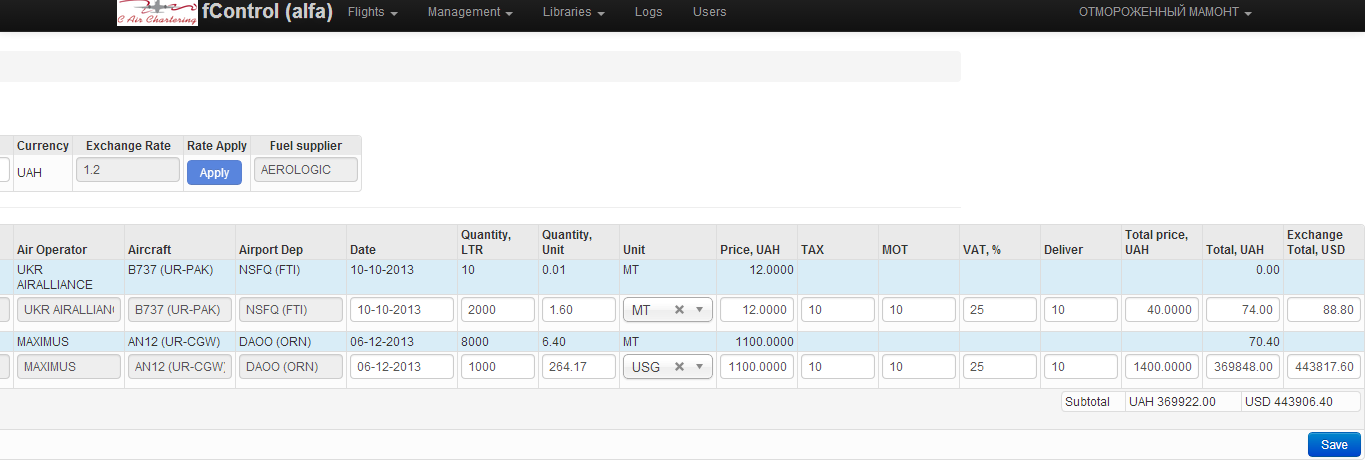 C Air Chartering fControl (alfa) Flights Management Libraries Logs Users ОТМОРОЖЕННЫЙ МАМОНТ
Currency Exchange Rate Rate Apply Fuel supplier
UAH 1.2 Apply AEROLOGIC
Air Operator Aircraft Airport Dep Date Quantity, LTR Quantity, Unit Unit Price, UAH TAX MOT VAT, % Deliver Total price, UAH Total, UAH Exchange Total, USD
UKR AIRALLIANCE B737 (UR-PAK) NSFQ (FTI) 10-10-2013 10 0.01 MT 12.0000 0.00
UKR AIRALLIAN B737 (UR-PAK) NSFQ (FTI) 10-10-2013 2000 1.60 MT 12.0000 10 10 25 10 40.0000 74.00 88.80
MAXIMUS AN12 (UR-CGW) DAOO (ORN) 06-12-2013 8000 6.40 MT 1100.0000 70.40
MAXIMUS AN12 (UR-CGW) DAOO (ORN) 06-12-2013 1000 264.17 USG 1100.0000 10 10 25 10 1400.0000 369848.00 443817.60
Subtotal UAH 369922.00 USD 443906.40
Save